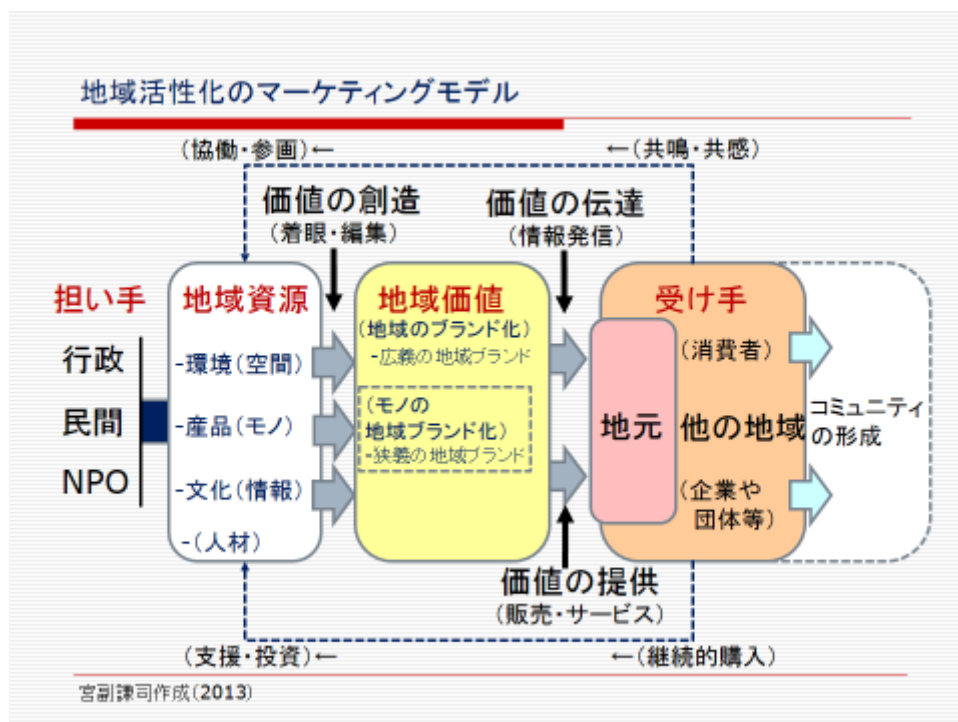 地域活性化のマーケティングモデル
(協働・参画)←
←(共鳴・共感)
価値の創造
(着眼・編集)
価値の伝達
(情報発信)
担い手
行政
民間
NPO
地域資源
-環境(空間)
-産品(モノ)
-文化(情報)
-(人材)
地域価値
(地域のブランド化)
-広義の地域ブランド
(モノの
地域ブランド化)
-狭義の地域ブランド
受け手
地元
(消費者)
他の地域
(企業や
団体等)
コミュニティ
の形成
価値の提供
(販売・サービス)
(支援・投資)←
←(継続的購入)
宮副謙司作成(2013)